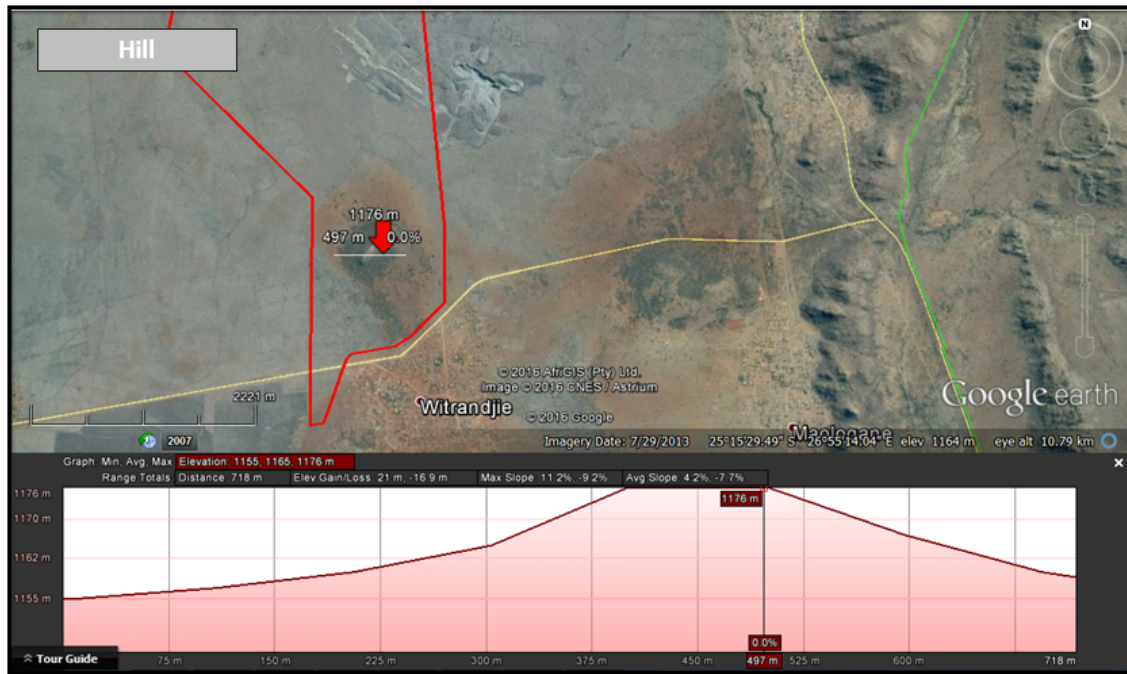 Hill
N
1176 m
497 m 0.0%
2221 m
© 2016 AfriGIS (Pty) Ltd.
Image © 2016 CNES / Astrium
Witrandjie
© 2016 Google
Google earth
Maologane
2007
Imagery Date: 7/29/2013 25°15'29.49" S, 26°55'14.04" E elev 1164 m eye alt 10.79 km
Graph: Min, Avg, Max Elevation: 1155, 1165, 1176 m
Range Totals: Distance: 718 m Elev Gain/Loss: 21 m, -16.9 m Max Slope: 11.2%, -9.2% Avg Slope: 4.2%, -7.7%
1176 m
1176 m
1170 m
1162 m
1155 m
0.0%
Tour Guide
75 m 150 m 225 m 300 m 375 m 450 m 497 m 525 m 600 m 718 m